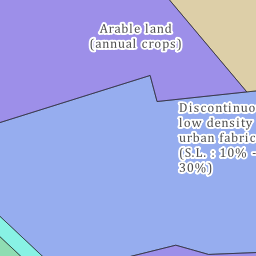 Arable land
(annual crops)
Discontinuo
low density
urban fabric
(S.L. : 10% -
30%)